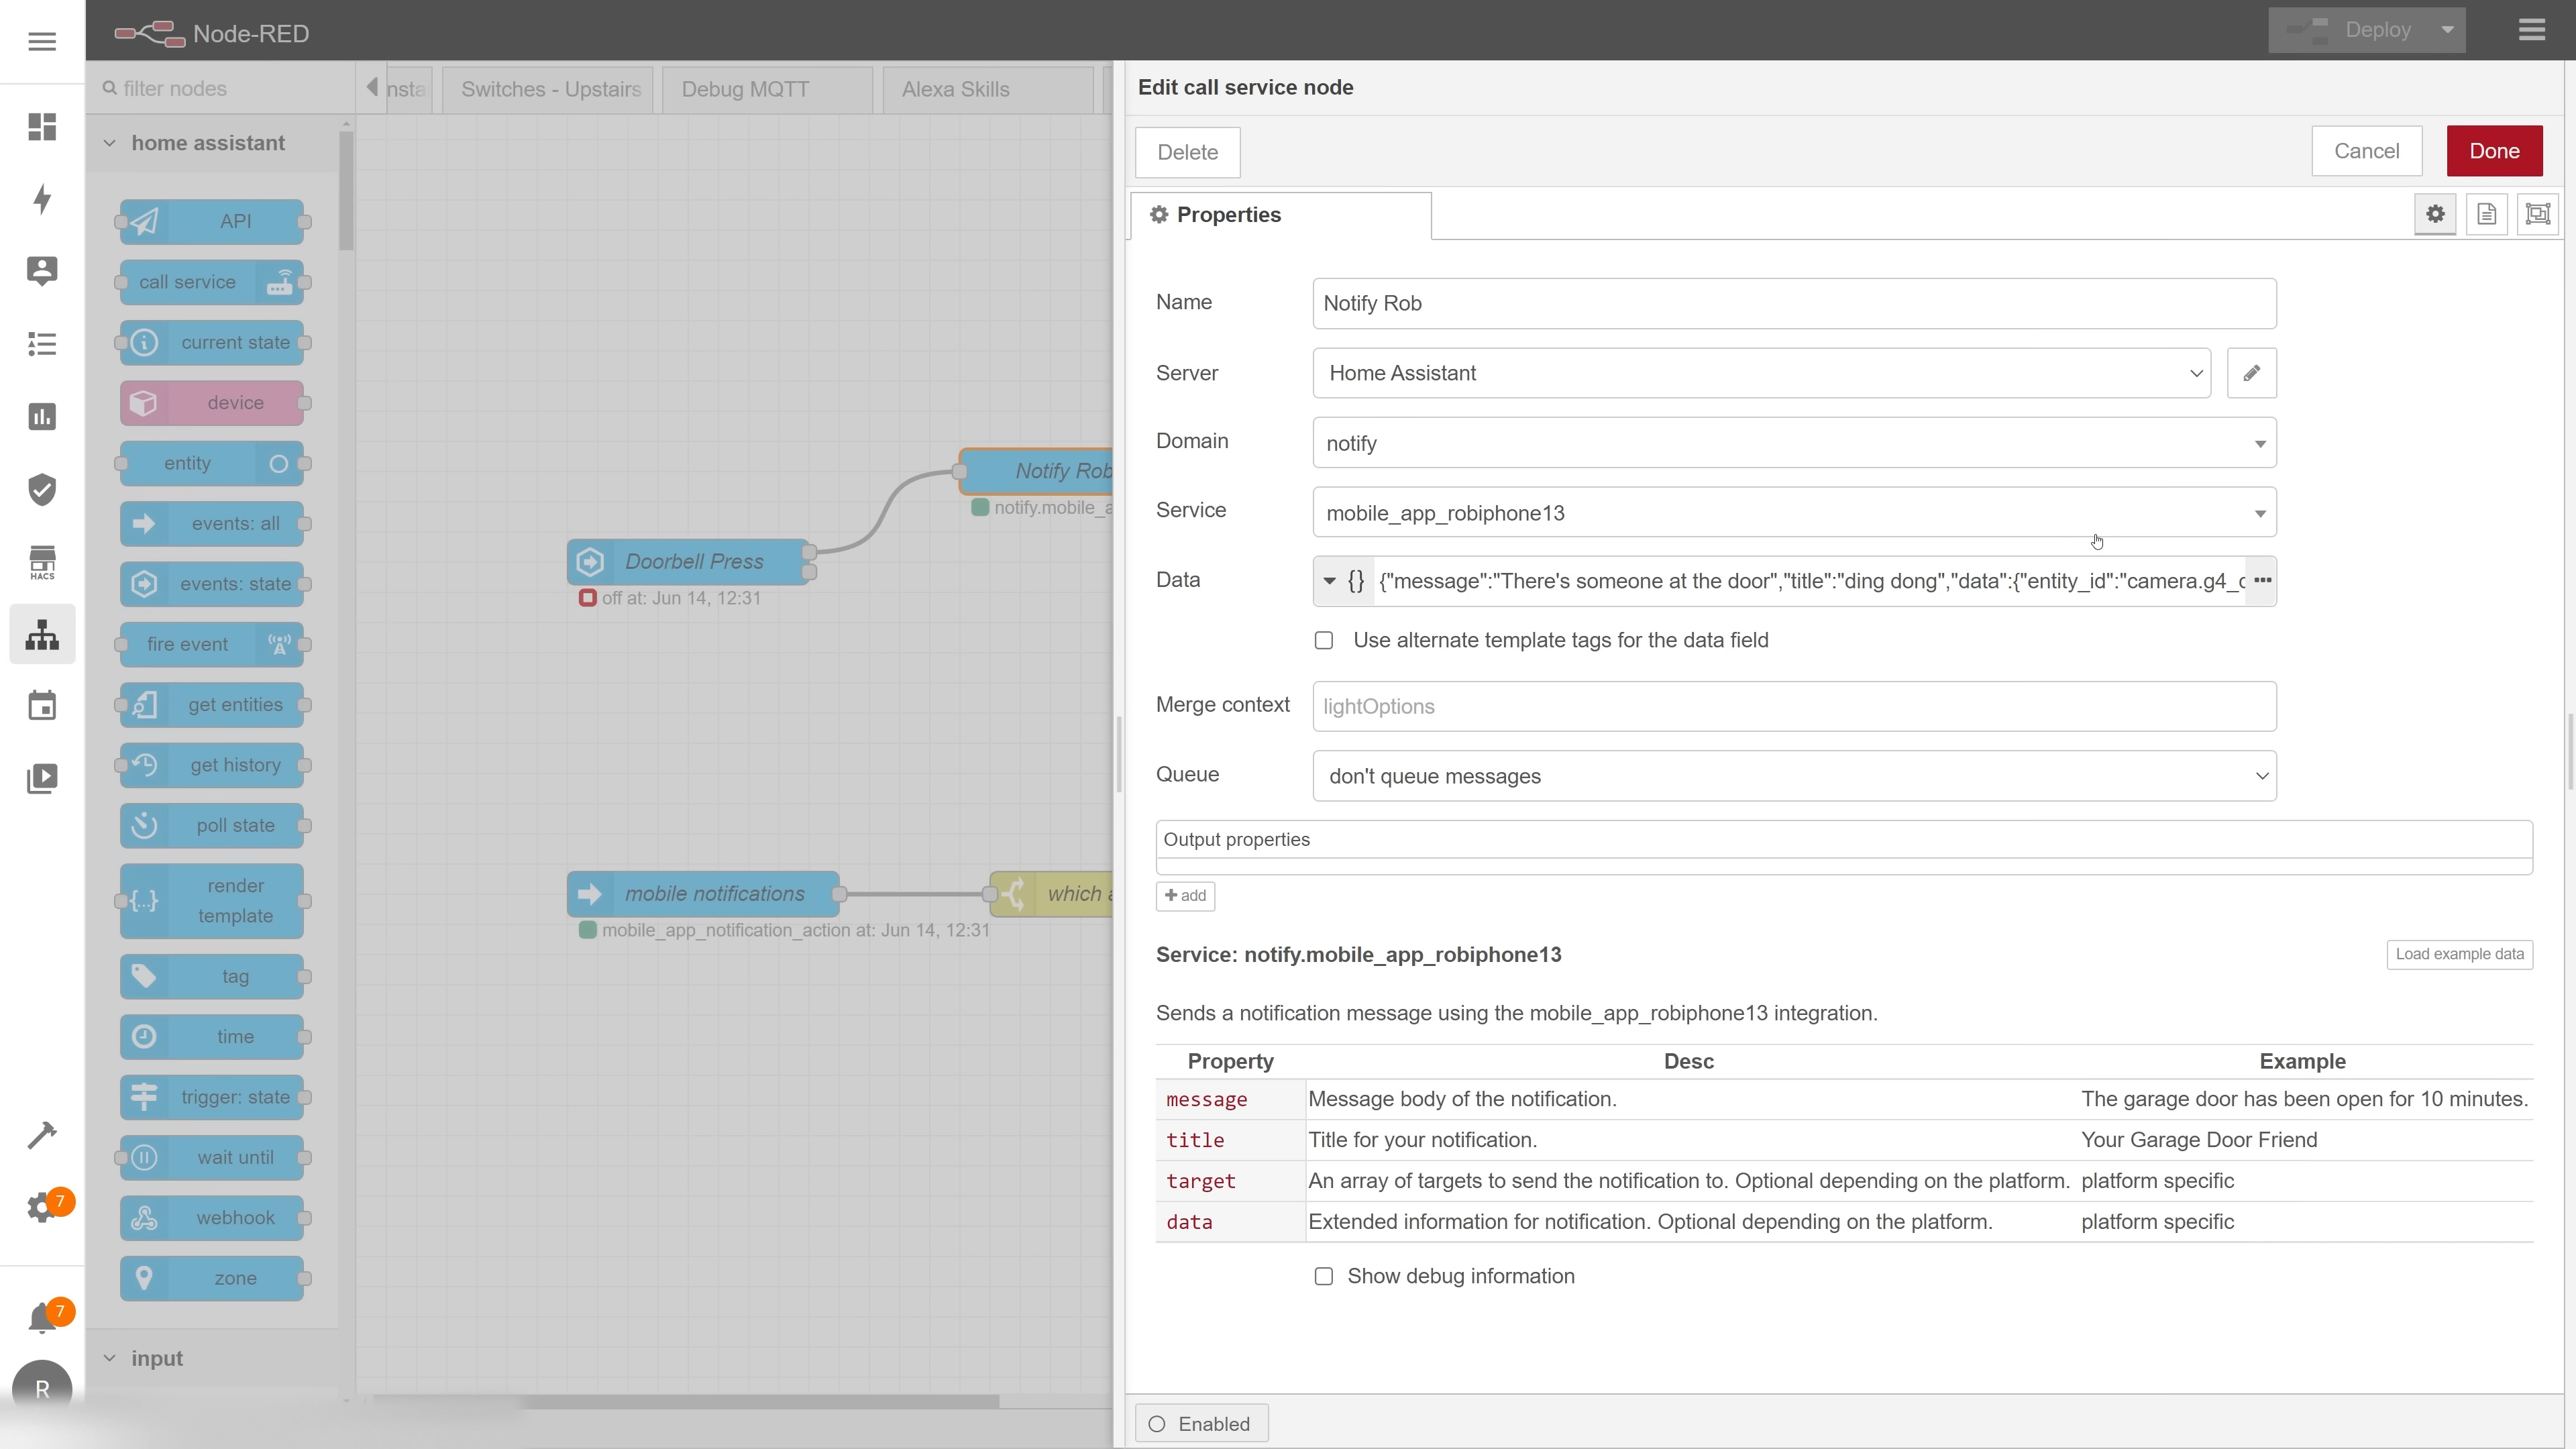 Node-RED
Deploy
filter nodes
Switches - Upstairs
Debug MQTT
Alexa Skills
home assistant
API
call service
current state
device
entity
events: all
events: state
HACS
fire event
get entities
get history
poll state
render
template
tag
time
trigger: state
wait until
webhook
zone
input
7
7
R
Notify Rob
notify.mobile_a
Doorbell Press
off at: Jun 14, 12:31
mobile notifications
which a
mobile_app_notification_action at: Jun 14, 12:31
Edit call service node
Delete
Cancel
Done
Properties
Name
Notify Rob
Server
Home Assistant
Domain
notify
Service
mobile_app_robiphone13
Data
{} {"message":"There's someone at the door","title":"ding dong","data":{"entity_id":"camera.g4_
Use alternate template tags for the data field
Merge context
lightOptions
Queue
don't queue messages
Output properties
add
Service: notify.mobile_app_robiphone13
Load example data
Sends a notification message using the mobile_app_robiphone13 integration.
Property Desc Example
message Message body of the notification. The garage door has been open for 10 minutes.
title Title for your notification. Your Garage Door Friend
target An array of targets to send the notification to. Optional depending on the platform. platform specific
data Extended information for notification. Optional depending on the platform. platform specific
Show debug information
Enabled